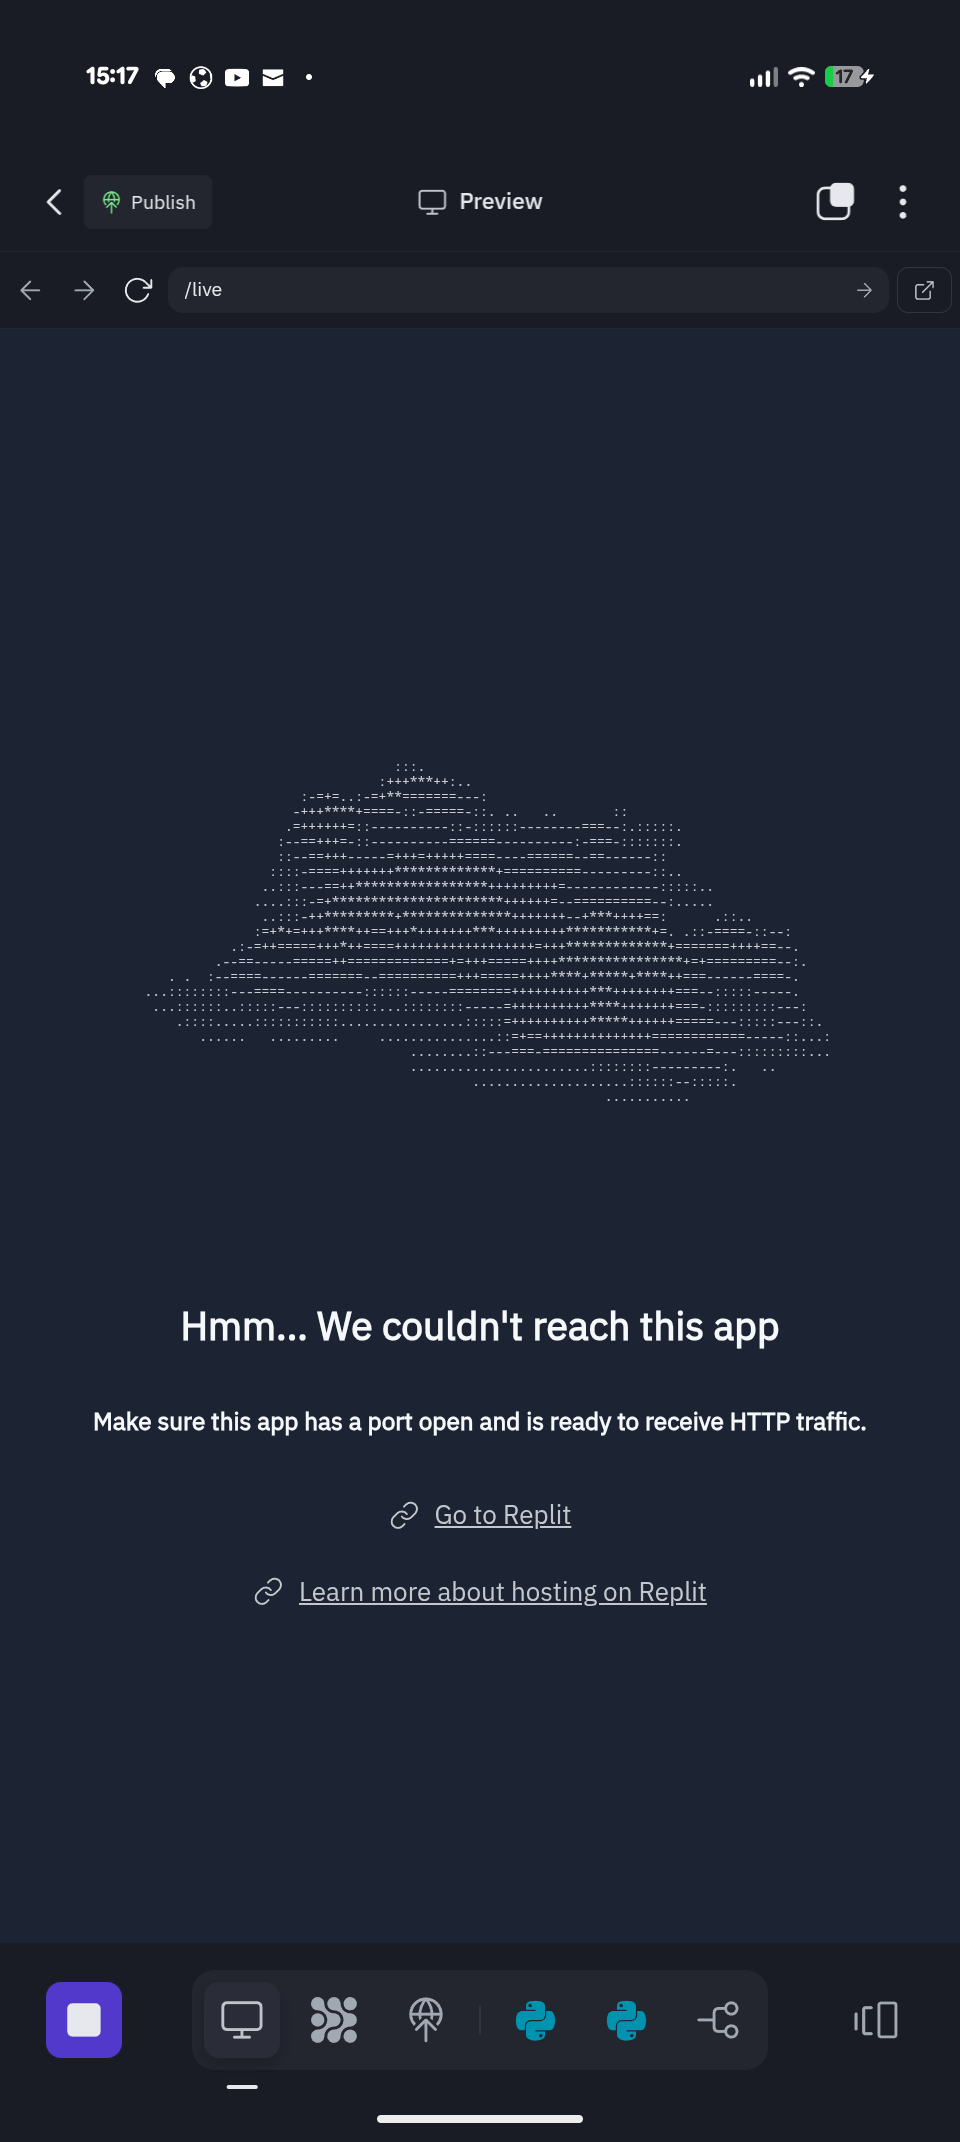 15:17
17
Publish
Preview
/live
Hmm... We couldn't reach this app
Make sure this app has a port open and is ready to receive HTTP traffic.
Go to Replit
Learn more about hosting on Replit